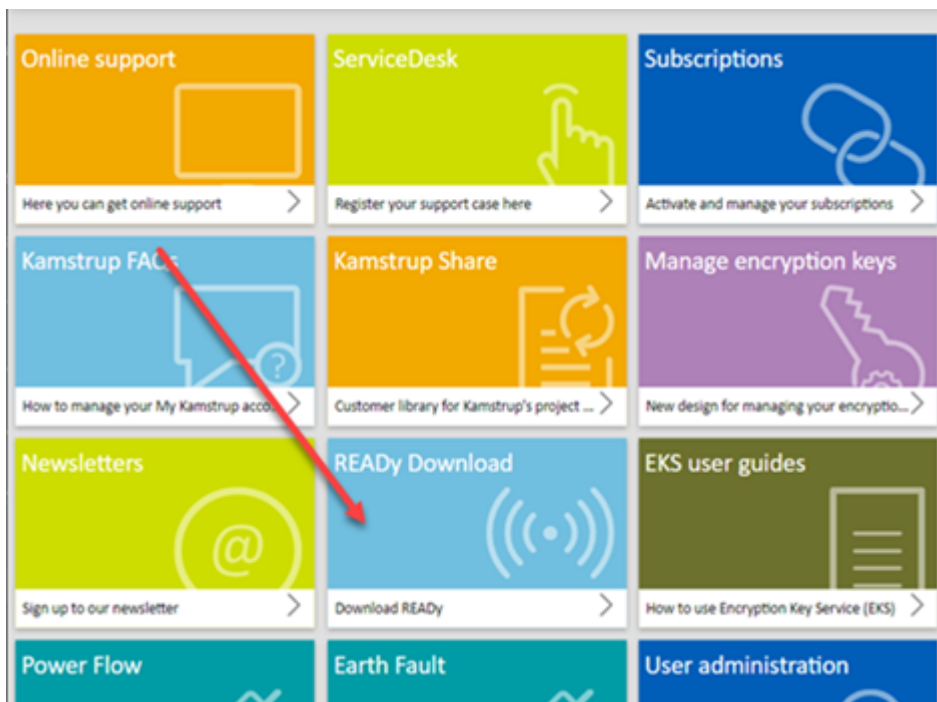 Online support
ServiceDesk
Subscriptions
Here you can get online support
Register your support case here
Activate and manage your subscriptions
Kamstrup FAQs
Kamstrup Share
Manage encryption keys
?
How to manage your My Kamstrup acco...
Customer library for Kamstrup's project ...
New design for managing your encryptio...
Newsletters
READy Download
EKS user guides
@
Sign up to our newsletter
Download READy
How to use Encryption Key Service (EKS)
Power Flow
Earth Fault
User administration